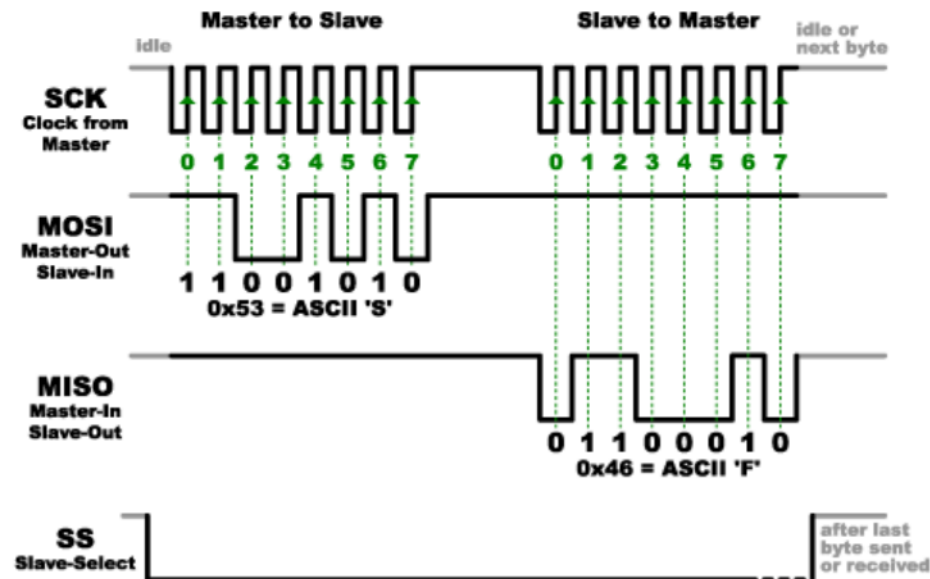 Master to Slave
Slave to Master
idle
idle or
next byte
SCK
Clock from
Master
0 1 2 3 4 5 6 7
0 1 2 3 4 5 6 7
MOSI
Master-Out
Slave-In
1 1 0 0 1 0 1 0
0x53 = ASCII 'S'
MISO
Master-In
Slave-Out
0 1 1 0 0 0 1 0
0x46 = ASCII 'F'
SS
Slave-Select
after last
byte sent
or received